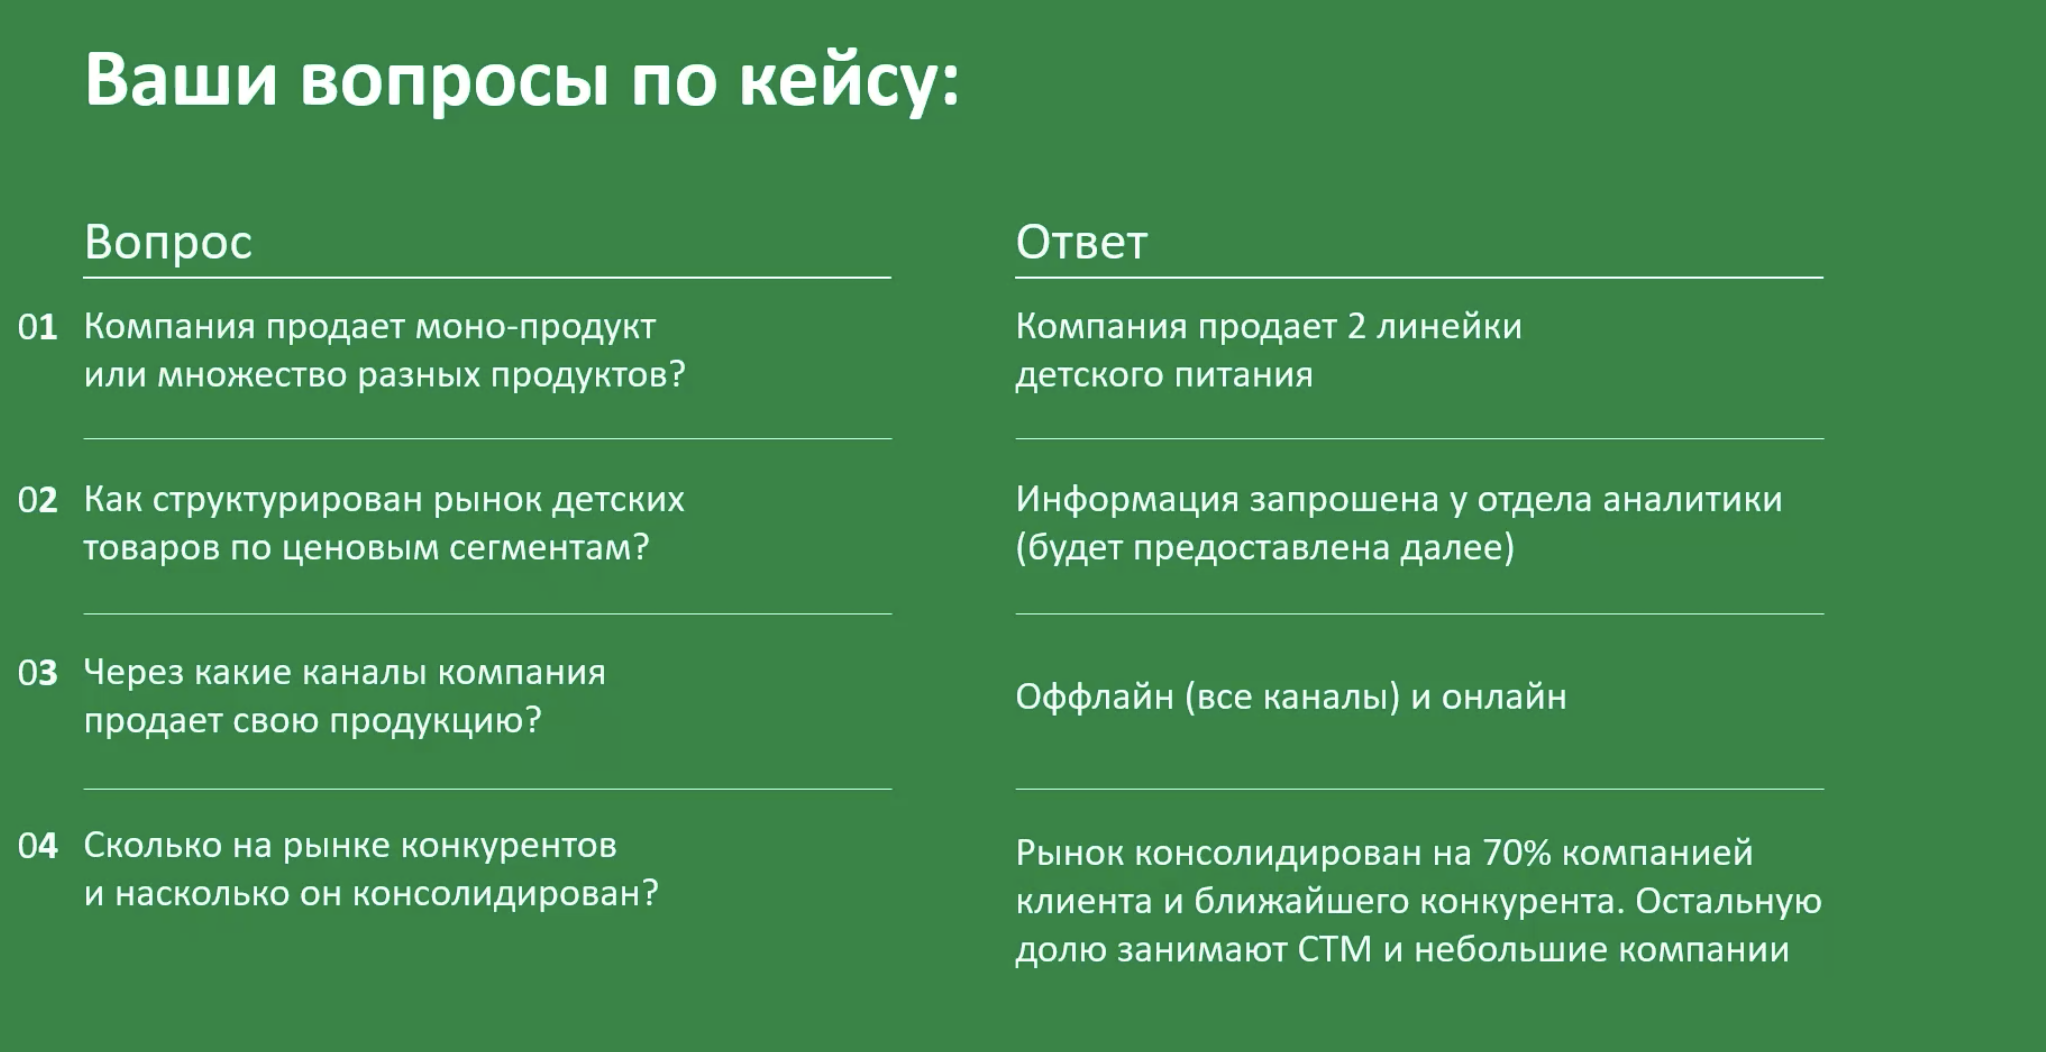 Ваши вопросы по кейсу:
Вопрос
Ответ
01 Компания продает моно-продукт
или множество разных продуктов?
Компания продает 2 линейки
детского питания
02 Как структурирован рынок детских
товаров по ценовым сегментам?
Информация запрошена у отдела аналитики
(будет предоставлена далее)
03 Через какие каналы компания
продает свою продукцию?
Оффлайн (все каналы) и онлайн
04 Сколько на рынке конкурентов
и насколько он консолидирован?
Рынок консолидирован на 70% компанией
клиента и ближайшего конкурента. Остальную
долю занимают СТМ и небольшие компании